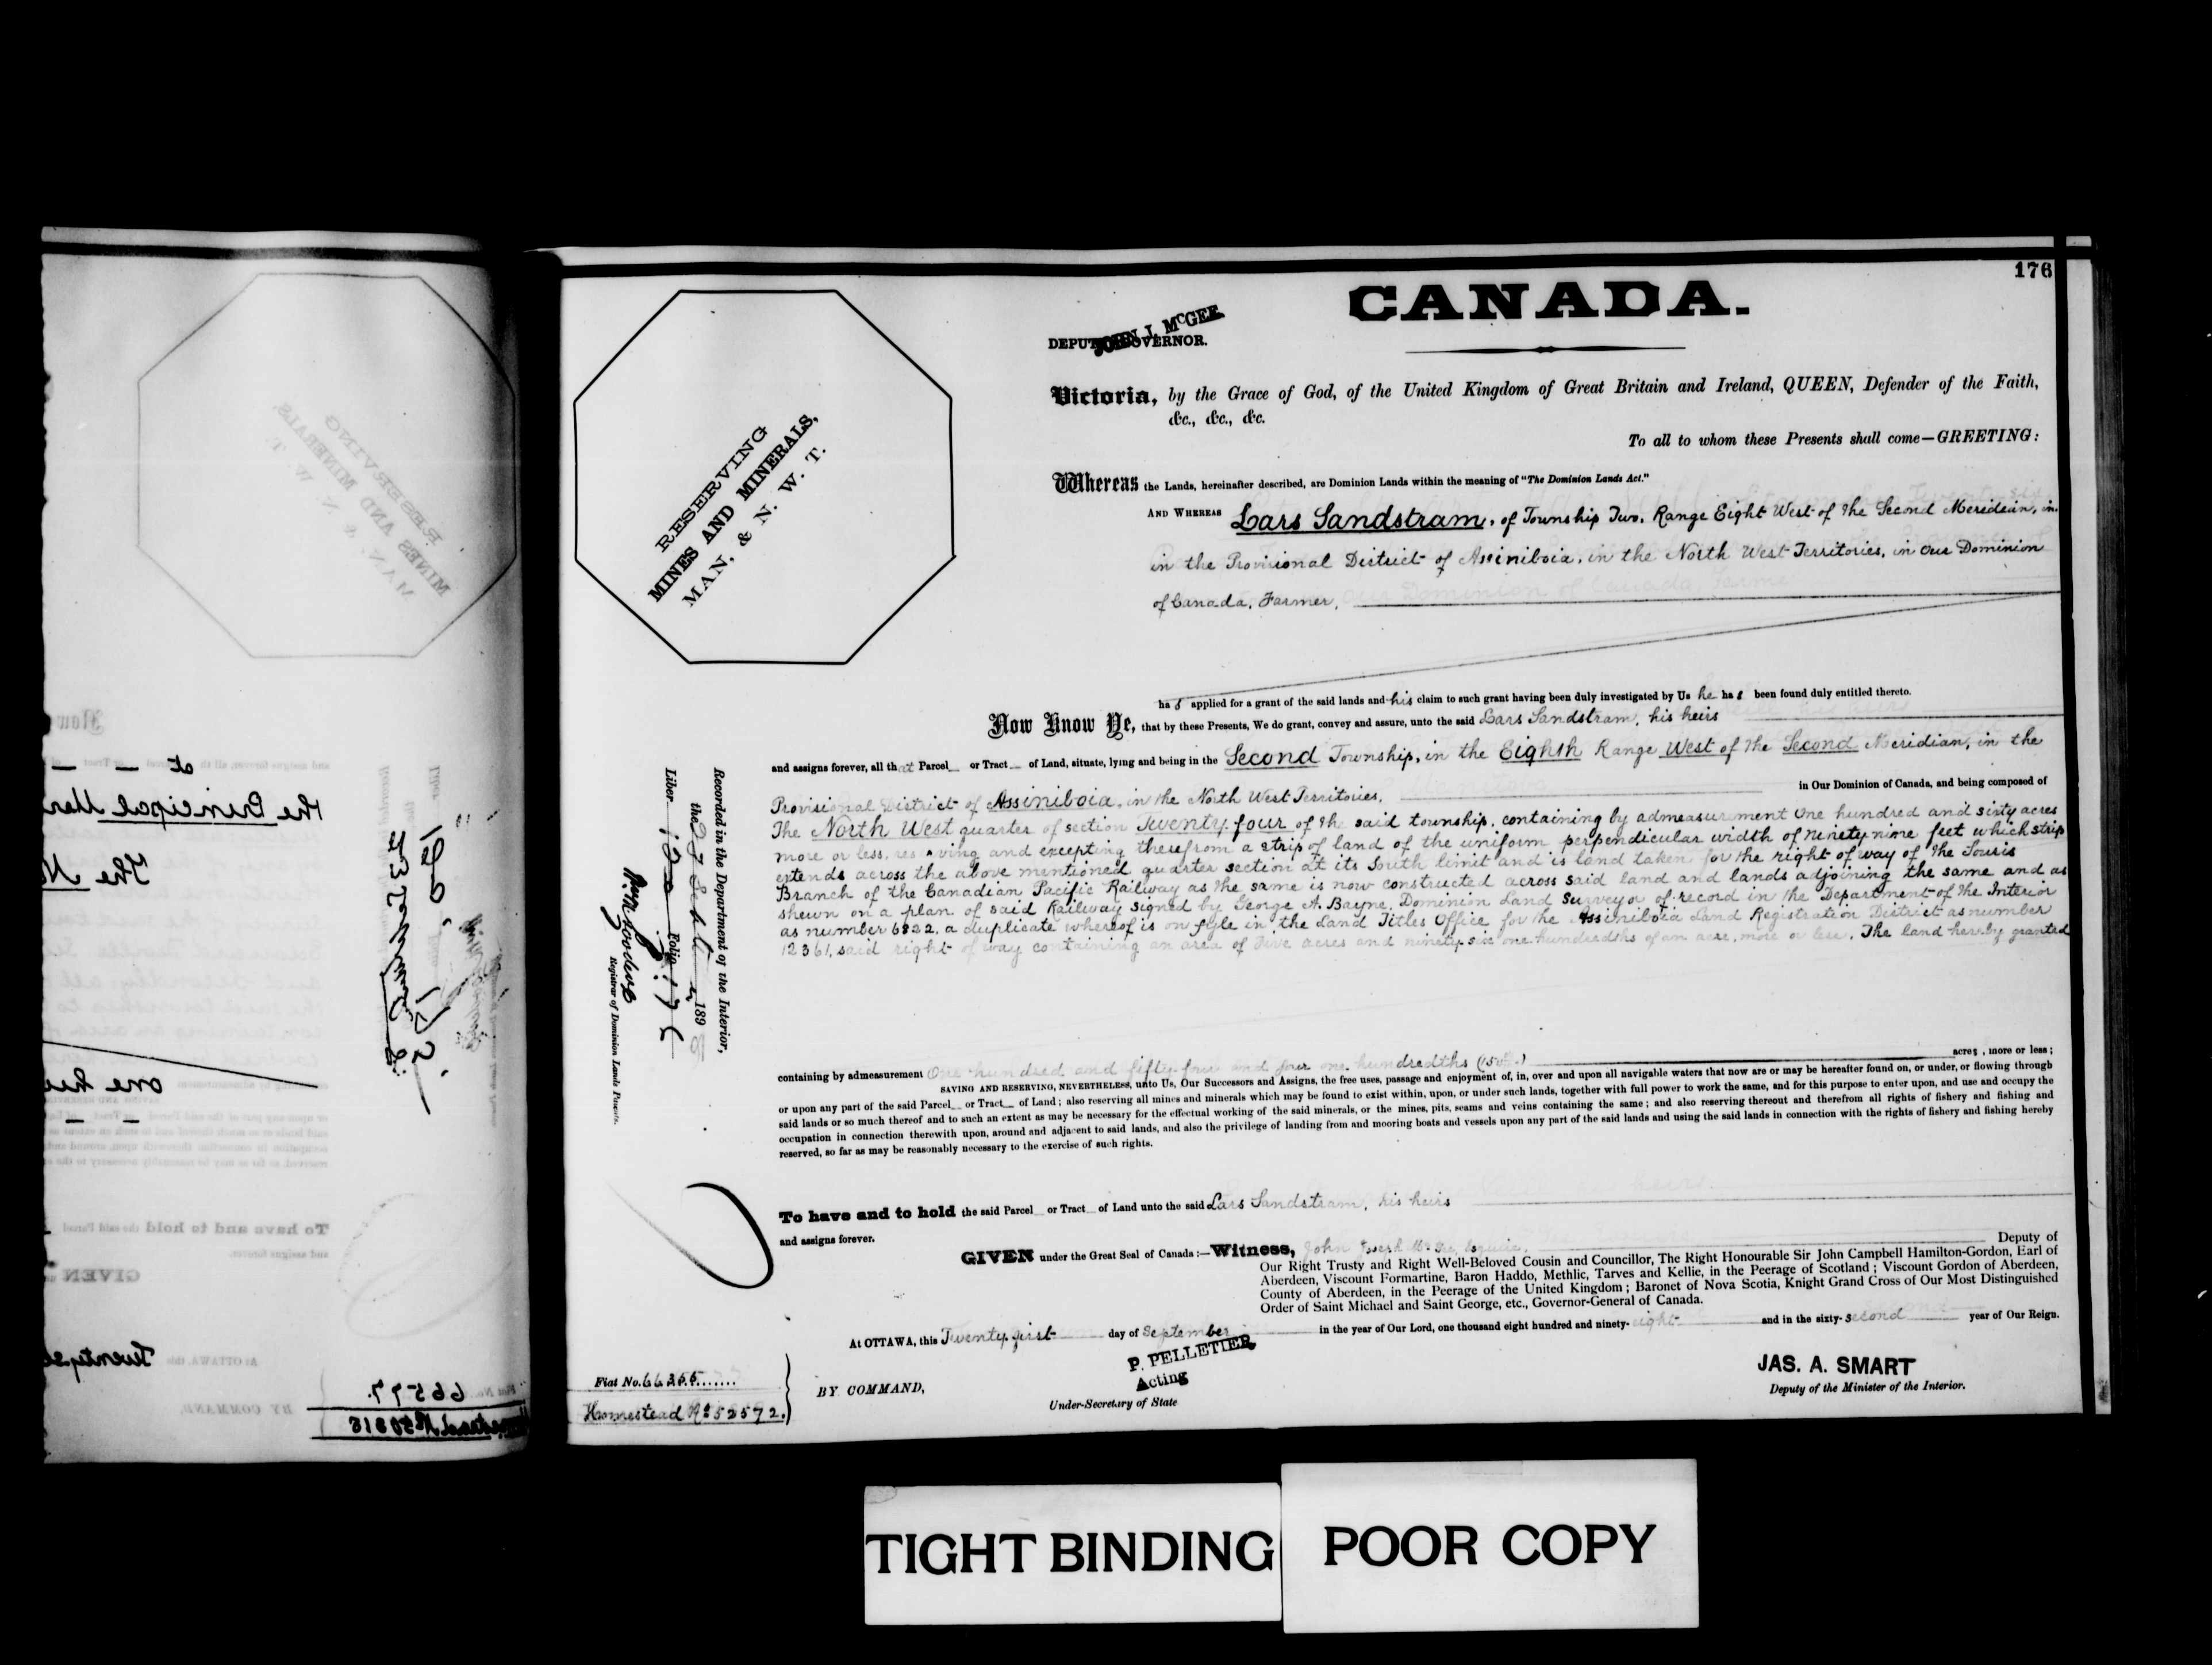 176
CANADA.
JOHN J. McGEE
DEPUTY GOVERNOR.
Victoria, by the Grace of God, of the United Kingdom of Great Britain and Ireland, QUEEN, Defender of the Faith,
&c., &c., &c.
To all to whom these Presents shall come—GREETING:
RESERVING
MINES AND MINERALS,
MAN, & N. W. T.
Whereas the Lands, hereinafter described, are Dominion Lands within the meaning of "The Dominion Lands Act."
AND WHEREAS Lars Sandstram, of Township Two, Range Eight West of the Second Meridian, in
in the Provisional District of Assiniboia, in the North West Territories, in Our Dominion
of Canada, Farmer,
has applied for a grant of the said lands and his claim to such grant having been duly investigated by Us he has been found duly entitled thereto.
Now Know Ye, that by these Presents, We do grant, convey and assure, unto the said Lars Sandstram, his heirs
and assigns forever, all that Parcel or Tract of Land, situate, lying and being in the Second Township, in the Eighth Range West of the Second Meridian, in the
Provisional District of Assiniboia, in the North West Territories, in Our Dominion of Canada, and being composed of
The North West quarter of section Twenty four of the said township, containing by admeasurement One hundred and sixty acres
more or less, reserving and excepting therefrom a strip of land of the uniform perpendicular width of ninety nine feet which strip
extends across the above mentioned quarter section at its South limit and is land taken for the right of way of the Souris
Branch of the Canadian Pacific Railway as the same is now constructed across said land and lands adjoining the same and as
shewn on a plan of said Railway signed by George A. Bayne, Dominion Land Surveyor of record in the Department of the Interior
as number 6822, a duplicate whereof is on fyle in the Land Titles Office for the Assiniboia Land Registration District as number
12361, said right of way containing an area of Five acres and ninety six one hundredths of an acre, more or less. The land hereby granted
containing by admeasurement One hundred and fifty four and four one hundredths acres, more or less;
SAVING AND RESERVING, NEVERTHELESS, unto Us, Our Successors and Assigns, the free uses, passage and enjoyment of, in, over and upon all navigable waters that now are or may be hereafter found on, or under, or flowing through
or upon any part of the said Parcel or Tract of Land; also reserving all mines and minerals which may be found to exist within, upon, or under such lands, together with full power to work the same, and for this purpose to enter upon, and use and occupy the
said lands or so much thereof and to such an extent as may be necessary for the effectual working of the said minerals, or the mines, pits, seams and veins containing the same; and also reserving thereout and therefrom all rights of fishery and fishing and
occupation in connection therewith upon, around and adjacent to said lands, and also the privilege of landing from and mooring boats and vessels upon any part of the said lands and using the said lands in connection with the rights of fishery and fishing hereby
reserved, so far as may be reasonably necessary to the exercise of such rights.
Recorded in the Department of the Interior,
the 27 Sept 1898
Liber 120 Folio 176
Registrar of Dominion Lands Patents.
To have and to hold the said Parcel or Tract of Land unto the said Lars Sandstram, his heirs
and assigns forever.
GIVEN under the Great Seal of Canada:—Witness, John Joseph McGee, Esquire, Deputy of
Our Right Trusty and Right Well-Beloved Cousin and Councillor, The Right Honourable Sir John Campbell Hamilton-Gordon, Earl of
Aberdeen, Viscount Formartine, Baron Haddo, Methlic, Tarves and Kellie, in the Peerage of Scotland; Viscount Gordon of Aberdeen,
County of Aberdeen, in the Peerage of the United Kingdom; Baronet of Nova Scotia, Knight Grand Cross of Our Most Distinguished
Order of Saint Michael and Saint George, etc., Governor-General of Canada.
At OTTAWA, this Twenty first day of September in the year of Our Lord, one thousand eight hundred and ninety-eight and in the sixty-second year of Our Reign.
P. PELLETIER
Acting
Under-Secretary of State
BY COMMAND,
JAS. A. SMART
Deputy of the Minister of the Interior.
Fiat No. 66366
Homestead No 52572.
TIGHT BINDING
POOR COPY